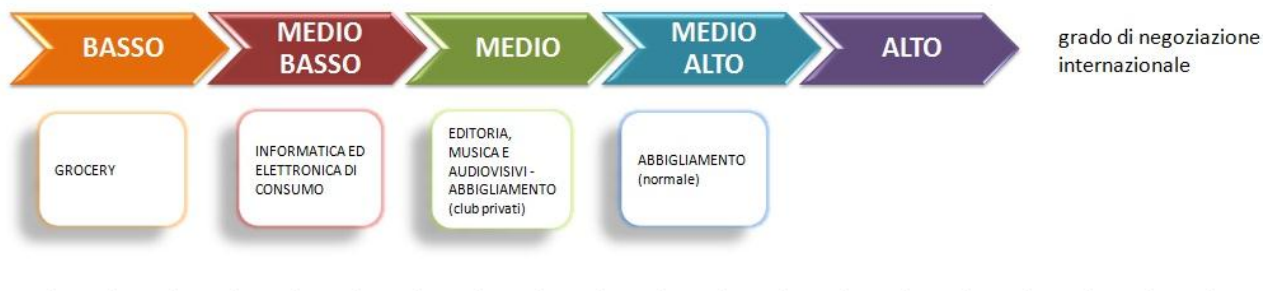 BASSO
MEDIO
BASSO
MEDIO
MEDIO
ALTO
ALTO
grado di negoziazione
internazionale
GROCERY
INFORMATICA ED
ELETTRONICA DI
CONSUMO
EDITORIA,
MUSICA E
AUDIOVISIVI -
ABBIGLIAMENTO
(club privati)
ABBIGLIAMENTO
(normale)